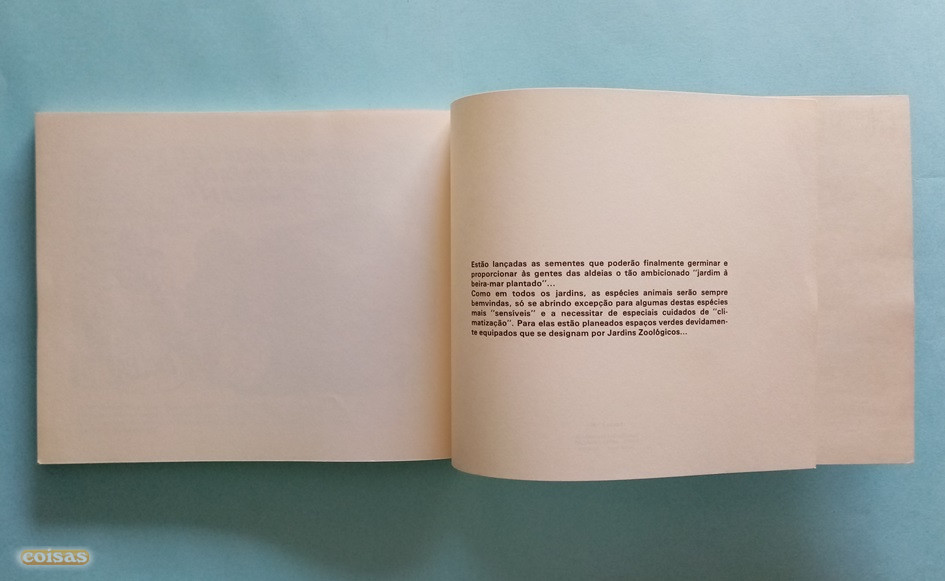 Estão lançadas as sementes que poderão finalmente germinar e
proporcionar às gentes das aldeias o tão ambicionado "jardim à
beira-mar plantado"...
Como em todos os jardins, as espécies animais serão sempre
bemvindas, só se abrindo excepção para algumas destas espécies
mais "sensíveis" e a necessitar de especiais cuidados de "cli-
matização". Para elas estão planeados espaços verdes devidamen-
te equipados que se designam por Jardins Zoológicos...
coisas